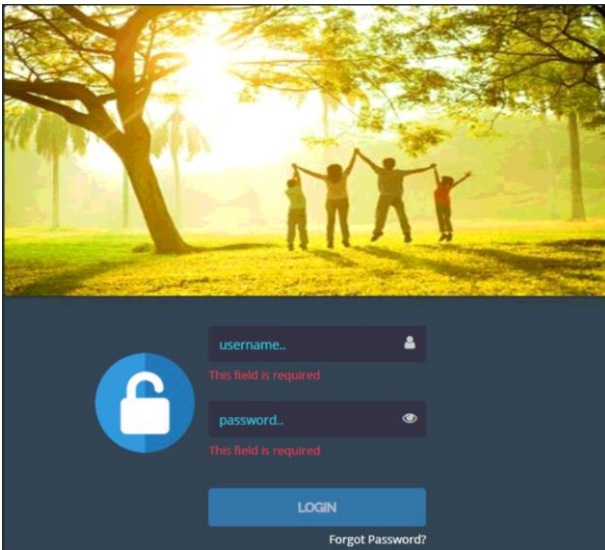 username..
This field is required
password..
This field is required
LOGIN
Forgot Password?